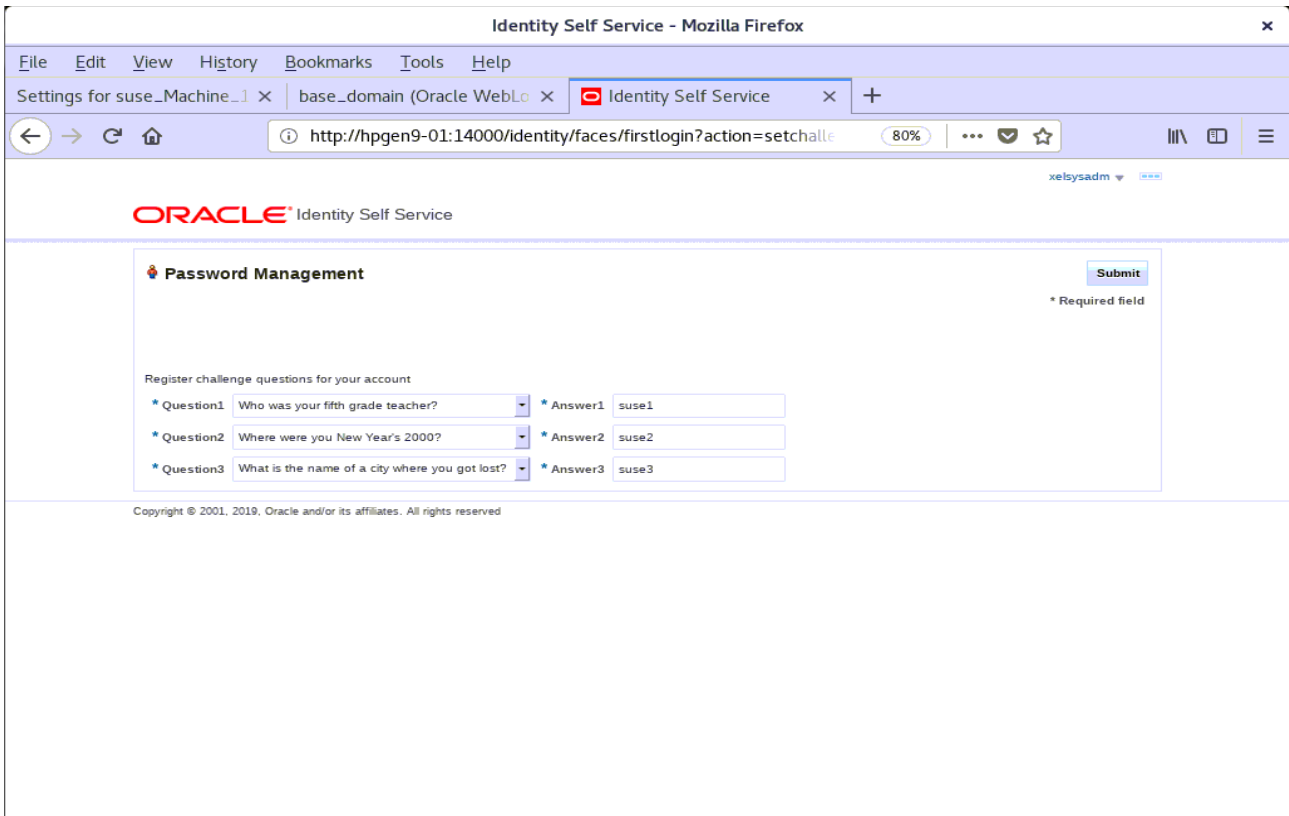 Identity Self Service - Mozilla Firefox
File Edit View History Bookmarks Tools Help
Settings for suse_Machine_1 base_domain (Oracle WebLo Identity Self Service
http://hpgen9-01:14000/identity/faces/firstlogin?action=setchalle 80%
xelsysadm
ORACLE® Identity Self Service
Password Management Submit
* Required field
Register challenge questions for your account
* Question1 Who was your fifth grade teacher? * Answer1 suse1
* Question2 Where were you New Year's 2000? * Answer2 suse2
* Question3 What is the name of a city where you got lost? * Answer3 suse3
Copyright © 2001, 2019, Oracle and/or its affiliates. All rights reserved